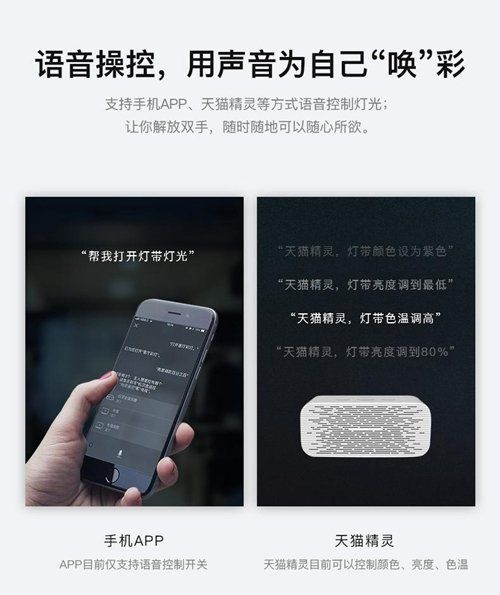 语音操控，用声音为自己“唤”彩
支持手机APP、天猫精灵等方式语音控制灯光；
让你解放双手，随时随地可以随心所欲。
“帮我打开灯带灯光”
“天猫精灵，灯带颜色设为紫色”
“天猫精灵，灯带亮度调到最低”
“天猫精灵，灯带色温调高”
“天猫精灵，灯带亮度调到80%”
手机APP
APP目前仅支持语音控制开关
天猫精灵
天猫精灵目前可以控制颜色、亮度、色温